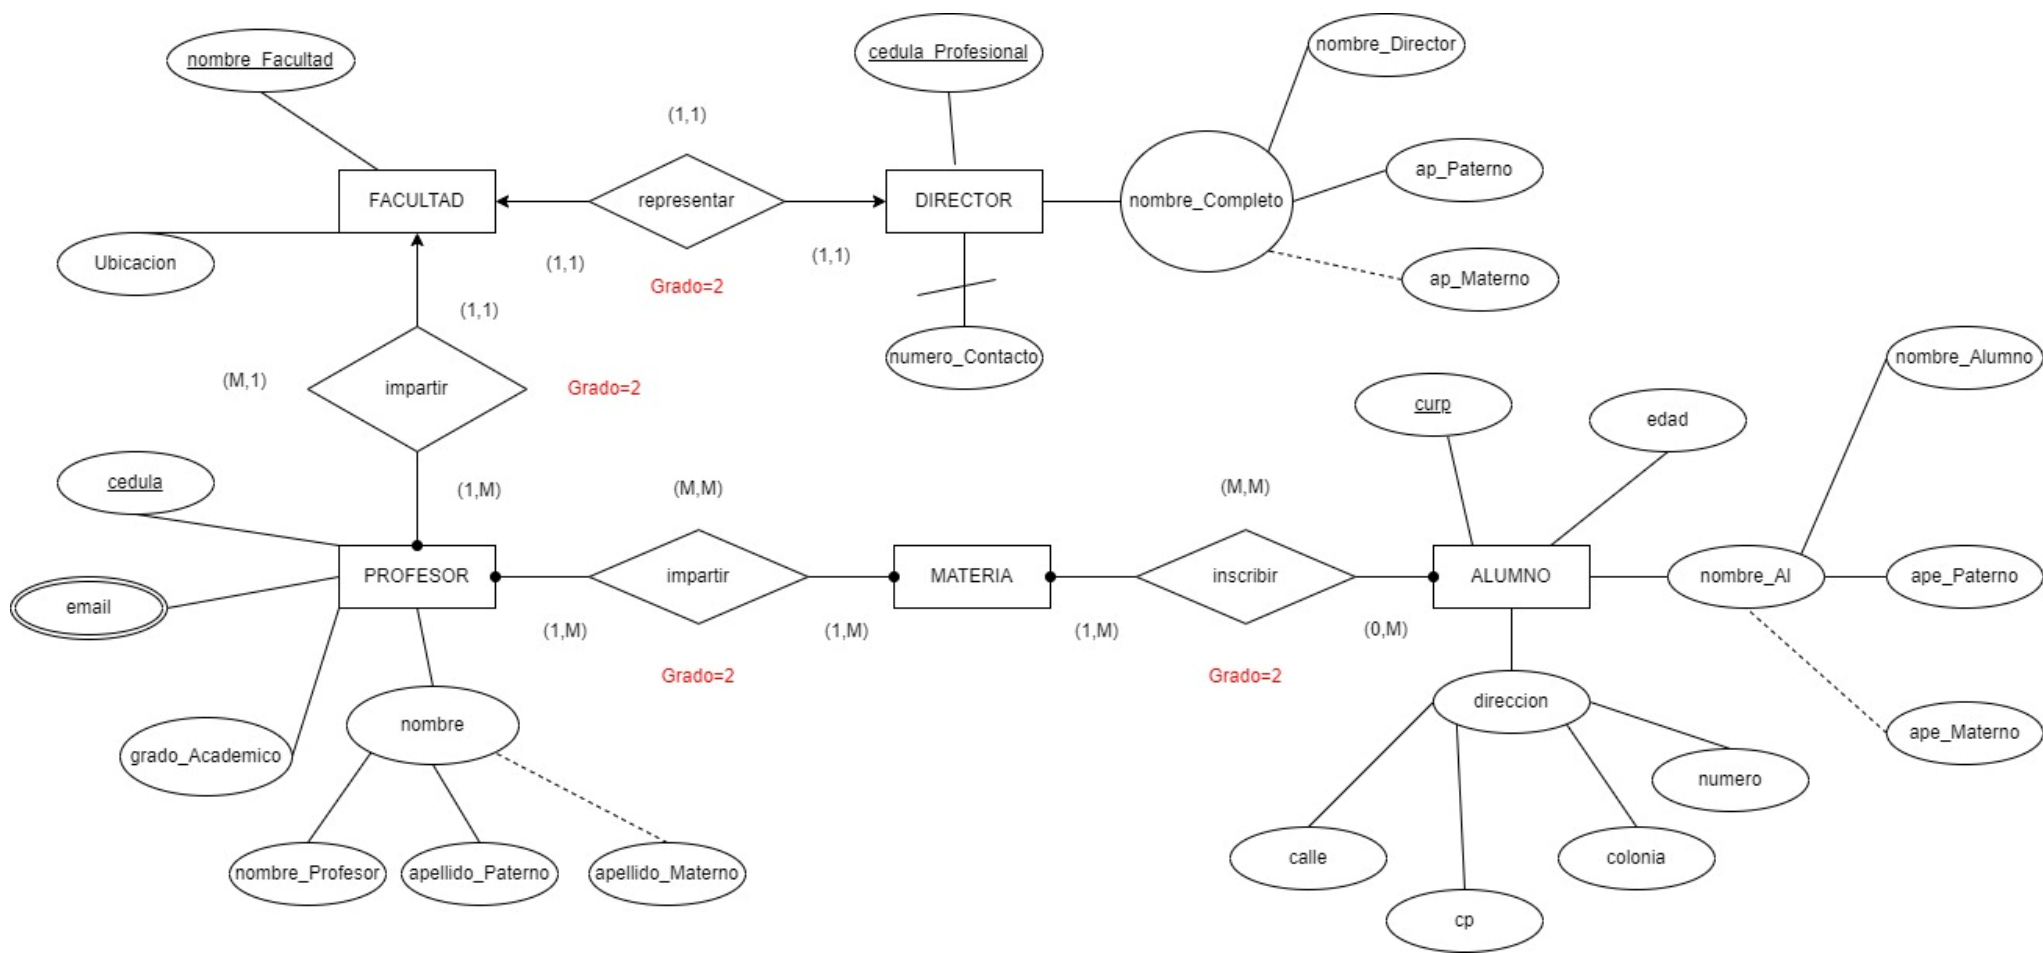 nombre_Facultad
cedula_Profesional
nombre_Director
(1,1)
ap_Paterno
FACULTAD
representar
DIRECTOR
nombre_Completo
Ubicacion
(1,1)
(1,1)
ap_Materno
Grado=2
(1,1)
numero_Contacto
nombre_Alumno
(M,1)
impartir
Grado=2
curp
edad
cedula
(1,M)
(M,M)
(M,M)
PROFESOR
impartir
MATERIA
inscribir
ALUMNO
nombre_Al
ape_Paterno
email
(1,M)
(1,M)
(1,M)
(0,M)
Grado=2
Grado=2
direccion
nombre
ape_Materno
grado_Academico
numero
nombre_Profesor
apellido_Paterno
apellido_Materno
calle
colonia
cp